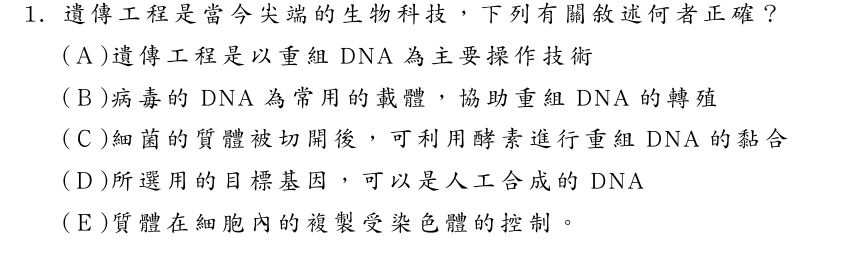 1. 遺傳工程是當今尖端的生物科技，下列有關敘述何者正確？
(A)遺傳工程是以重組 DNA 為主要操作技術
(B)病毒的 DNA 為常用的載體，協助重組 DNA 的轉殖
(C)細菌的質體被切開後，可利用酵素進行重組 DNA 的黏合
(D)所選用的目標基因，可以是人工合成的 DNA
(E)質體在細胞內的複製受染色體的控制。